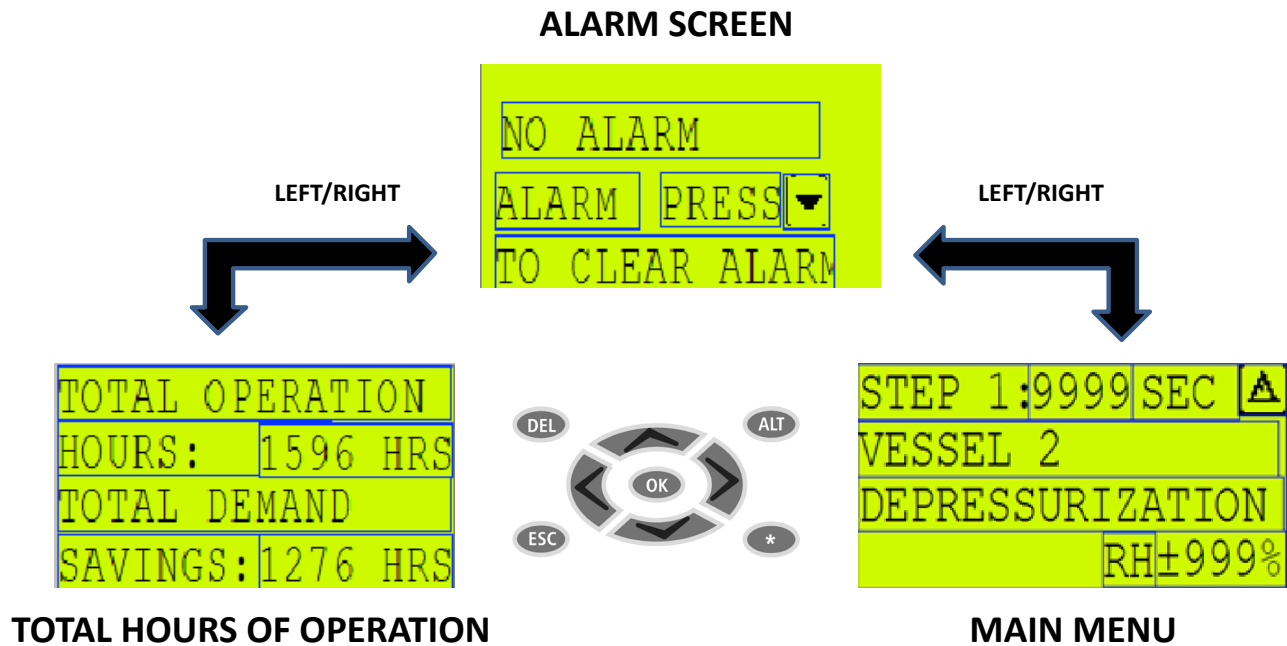 ALARM SCREEN
NO ALARM
ALARM PRESS
TO CLEAR ALARM
LEFT/RIGHT
LEFT/RIGHT
TOTAL OPERATION
HOURS: 1596 HRS
TOTAL DEMAND
SAVINGS: 1276 HRS
TOTAL HOURS OF OPERATION
DEL
ALT
OK
ESC
*
STEP 1:9999 SEC
VESSEL 2
DEPRESSURIZATION
RH±999%
MAIN MENU